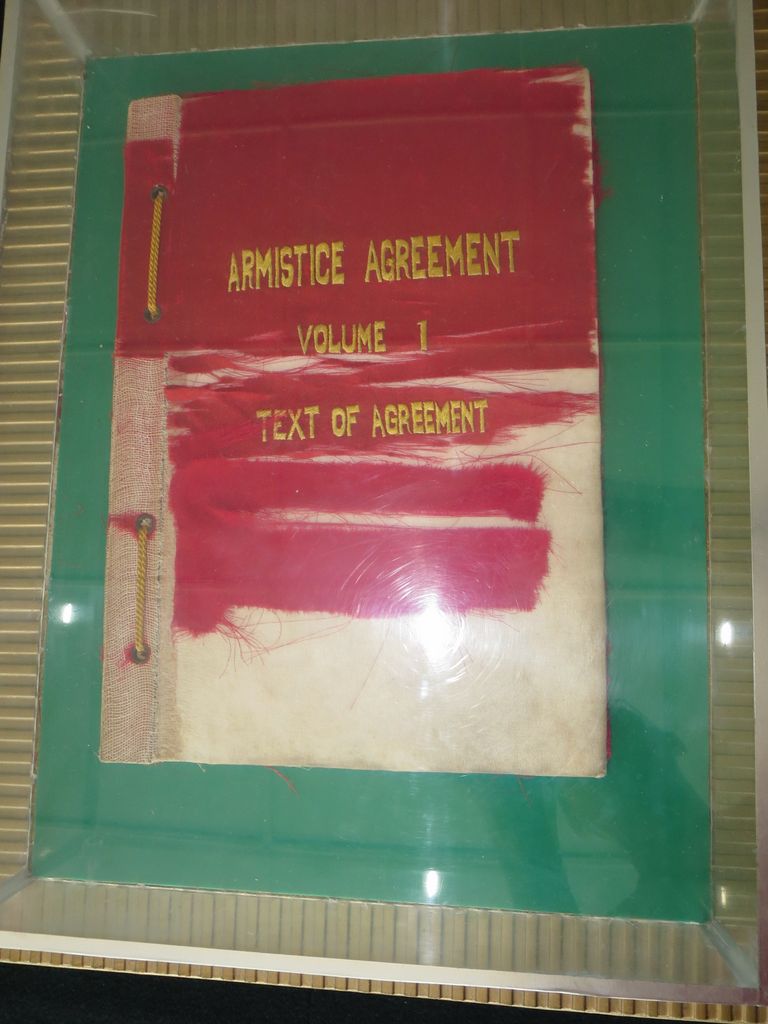 ARMISTICE AGREEMENT
VOLUME 1
TEXT OF AGREEMENT